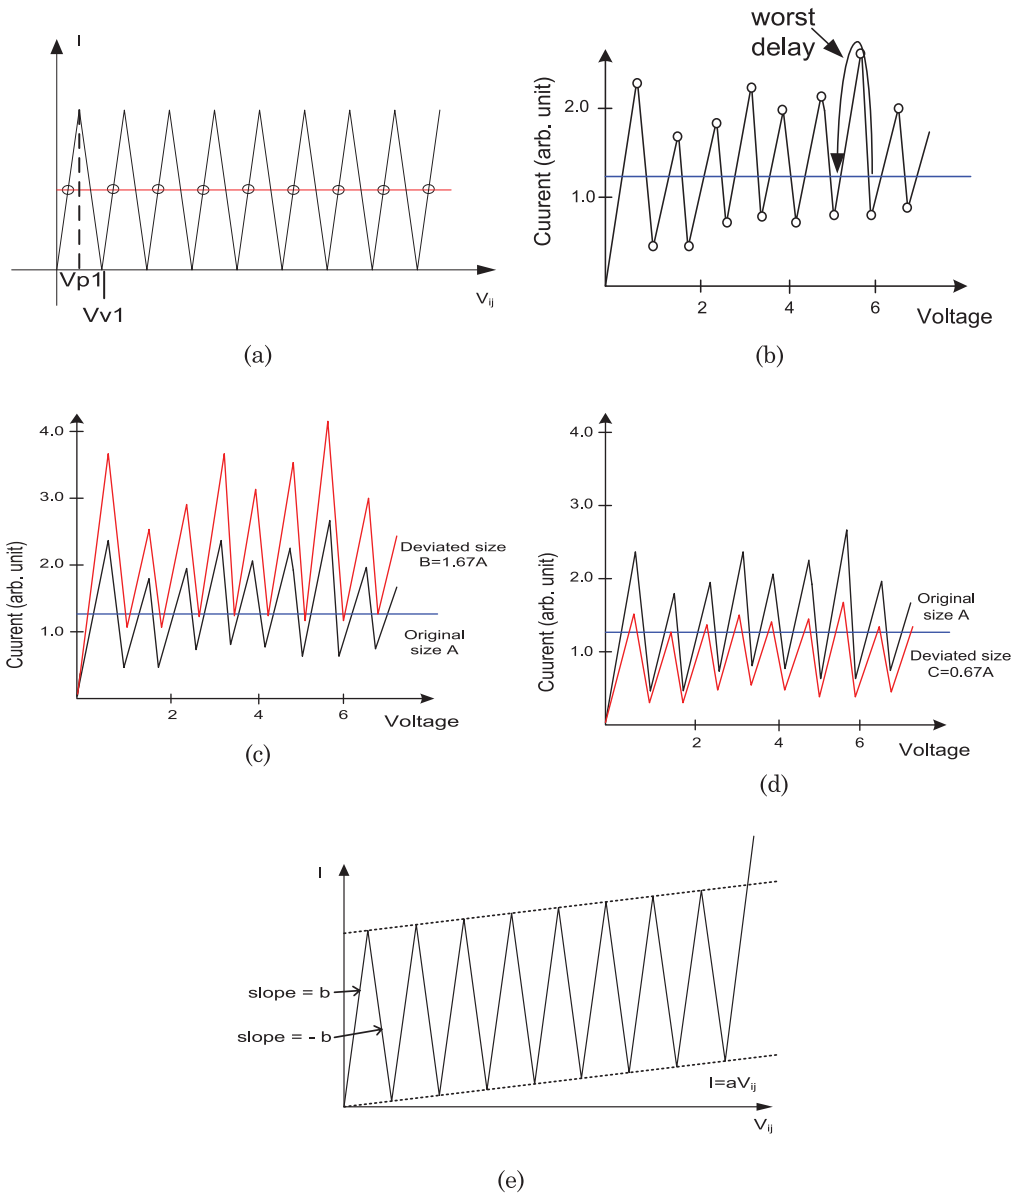 I
Vp1
Vv1
Vij
(a)
worst
delay
Cuurent (arb. unit)
2.0
1.0
2
4
6
Voltage
(b)
Cuurent (arb. unit)
4.0
3.0
2.0
1.0
Deviated size
B=1.67A
Original
size A
2
4
6
Voltage
(c)
Cuurent (arb. unit)
4.0
3.0
2.0
1.0
Original
size A
Deviated size
C=0.67A
2
4
6
Voltage
(d)
I
slope = b
slope = - b
I=aVij
Vij
(e)